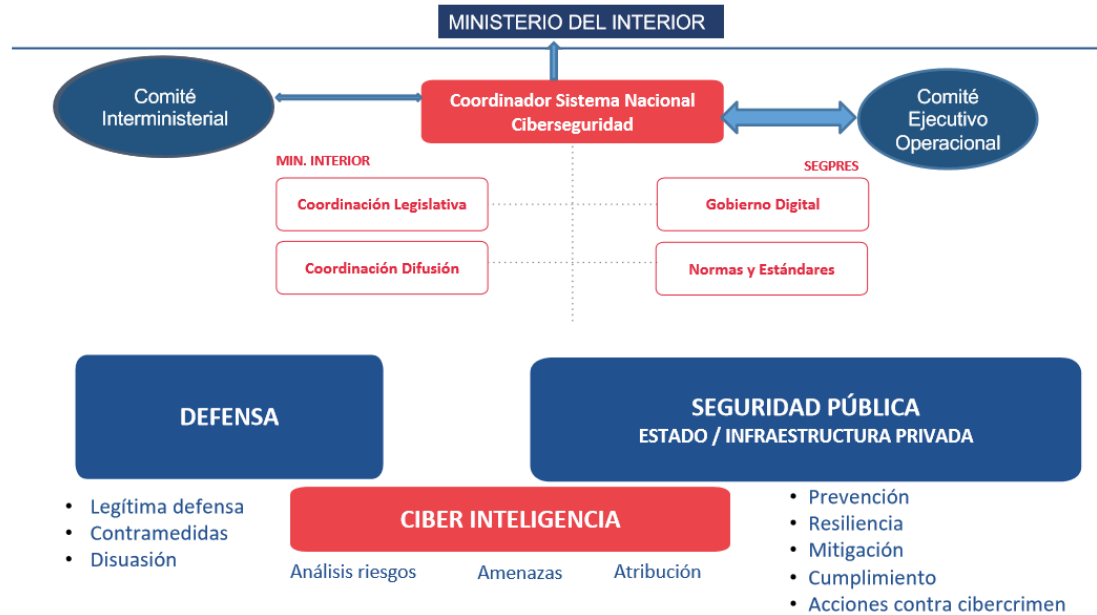 MINISTERIO DEL INTERIOR
Comité
Interministerial
Coordinador Sistema Nacional
Ciberseguridad
Comité
Ejecutivo
Operacional
MIN. INTERIOR
SEGPRES
Coordinación Legislativa
Gobierno Digital
Coordinación Difusión
Normas y Estándares
DEFENSA
SEGURIDAD PÚBLICA
ESTADO / INFRAESTRUCTURA PRIVADA
• Legítima defensa
• Contramedidas
• Disuasión
CIBER INTELIGENCIA
Análisis riesgos
Amenazas
Atribución
• Prevención
• Resiliencia
• Mitigación
• Cumplimiento
• Acciones contra cibercrimen